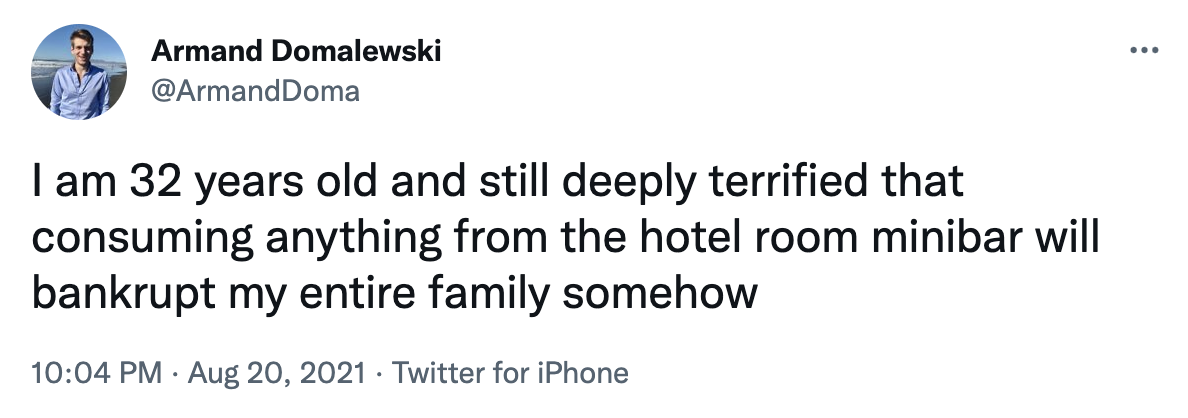 Armand Domalewski
@ArmandDoma
I am 32 years old and still deeply terrified that
consuming anything from the hotel room minibar will
bankrupt my entire family somehow
10:04 PM · Aug 20, 2021 · Twitter for iPhone